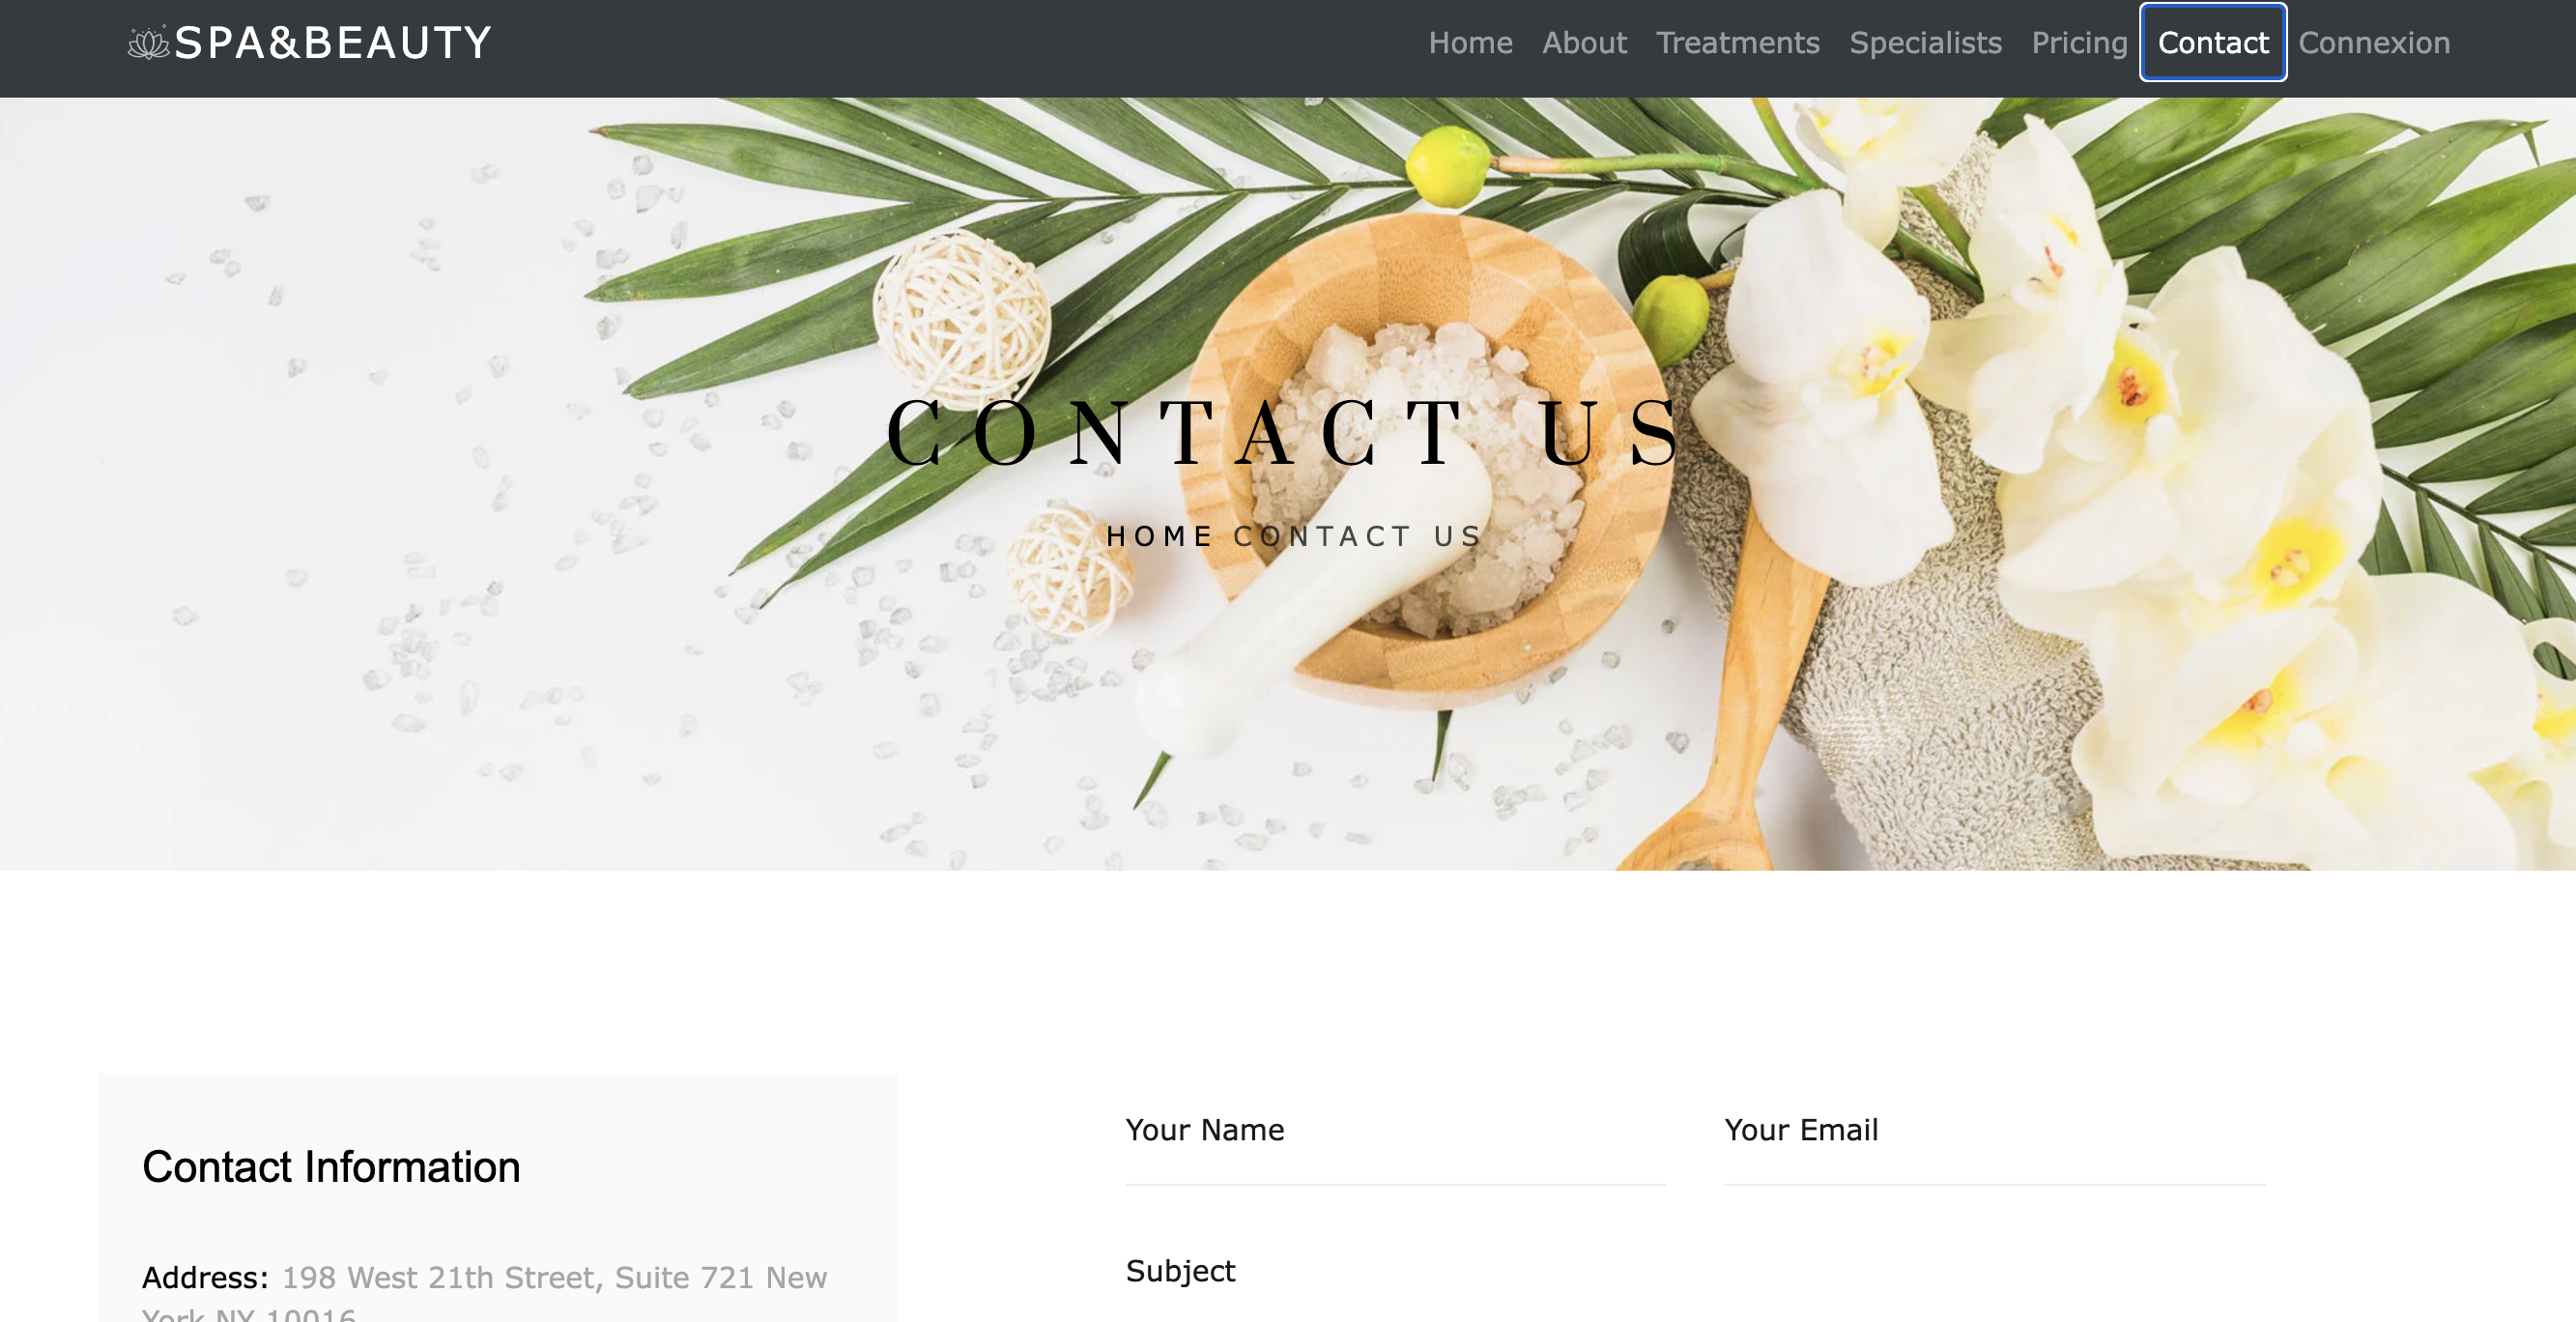 SPA&BEAUTY
Home About Treatments Specialists Pricing Contact Connexion
CONTACT US
HOME CONTACT US
Contact Information
Address: 198 West 21th Street, Suite 721 New
York NY 10016
Your Name
Your Email
Subject